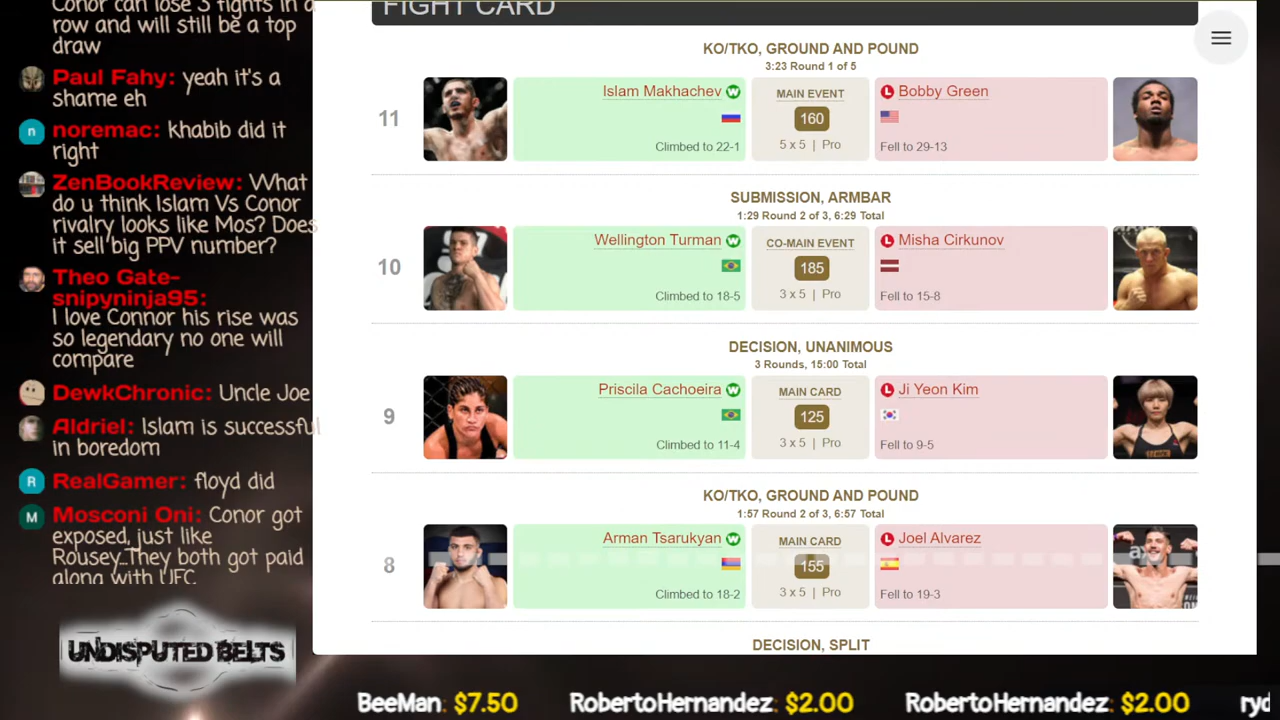 Conor can lose 3 fights in a
row and will still be a top
draw
Paul Fahy: yeah it's a
shame eh
noremac: khabib did it
right
ZenBookReview: What
do u think Islam Vs Conor
rivalry looks like Mos? Does
it sell big PPV number?
Theo Gate-
snipyninja95:
I love Connor his rise was
so legendary no one will
compare
DewkChronic: Uncle Joe
Aldriel: Islam is successful
in boredom
RealGamer: floyd did
Mosconi Oni: Conor got
exposed, just like
Rousey...They both got paid
along with UFC
UNDISPUTED BELTS
FIGHT CARD
KO/TKO, GROUND AND POUND
3:23 Round 1 of 5
11
Islam Makhachev W
Climbed to 22-1
MAIN EVENT
160
5 x 5 | Pro
L Bobby Green
Fell to 29-13
SUBMISSION, ARMBAR
1:29 Round 2 of 3, 6:29 Total
10
Wellington Turman W
Climbed to 18-5
CO-MAIN EVENT
185
3 x 5 | Pro
L Misha Cirkunov
Fell to 15-8
DECISION, UNANIMOUS
3 Rounds, 15:00 Total
9
Priscila Cachoeira W
Climbed to 11-4
MAIN CARD
125
3 x 5 | Pro
L Ji Yeon Kim
Fell to 9-5
KO/TKO, GROUND AND POUND
1:57 Round 2 of 3, 6:57 Total
8
Arman Tsarukyan W
Climbed to 18-2
MAIN CARD
155
3 x 5 | Pro
L Joel Alvarez
Fell to 19-3
DECISION, SPLIT
BeeMan: $7.50 RobertoHernandez: $2.00 RobertoHernandez: $2.00